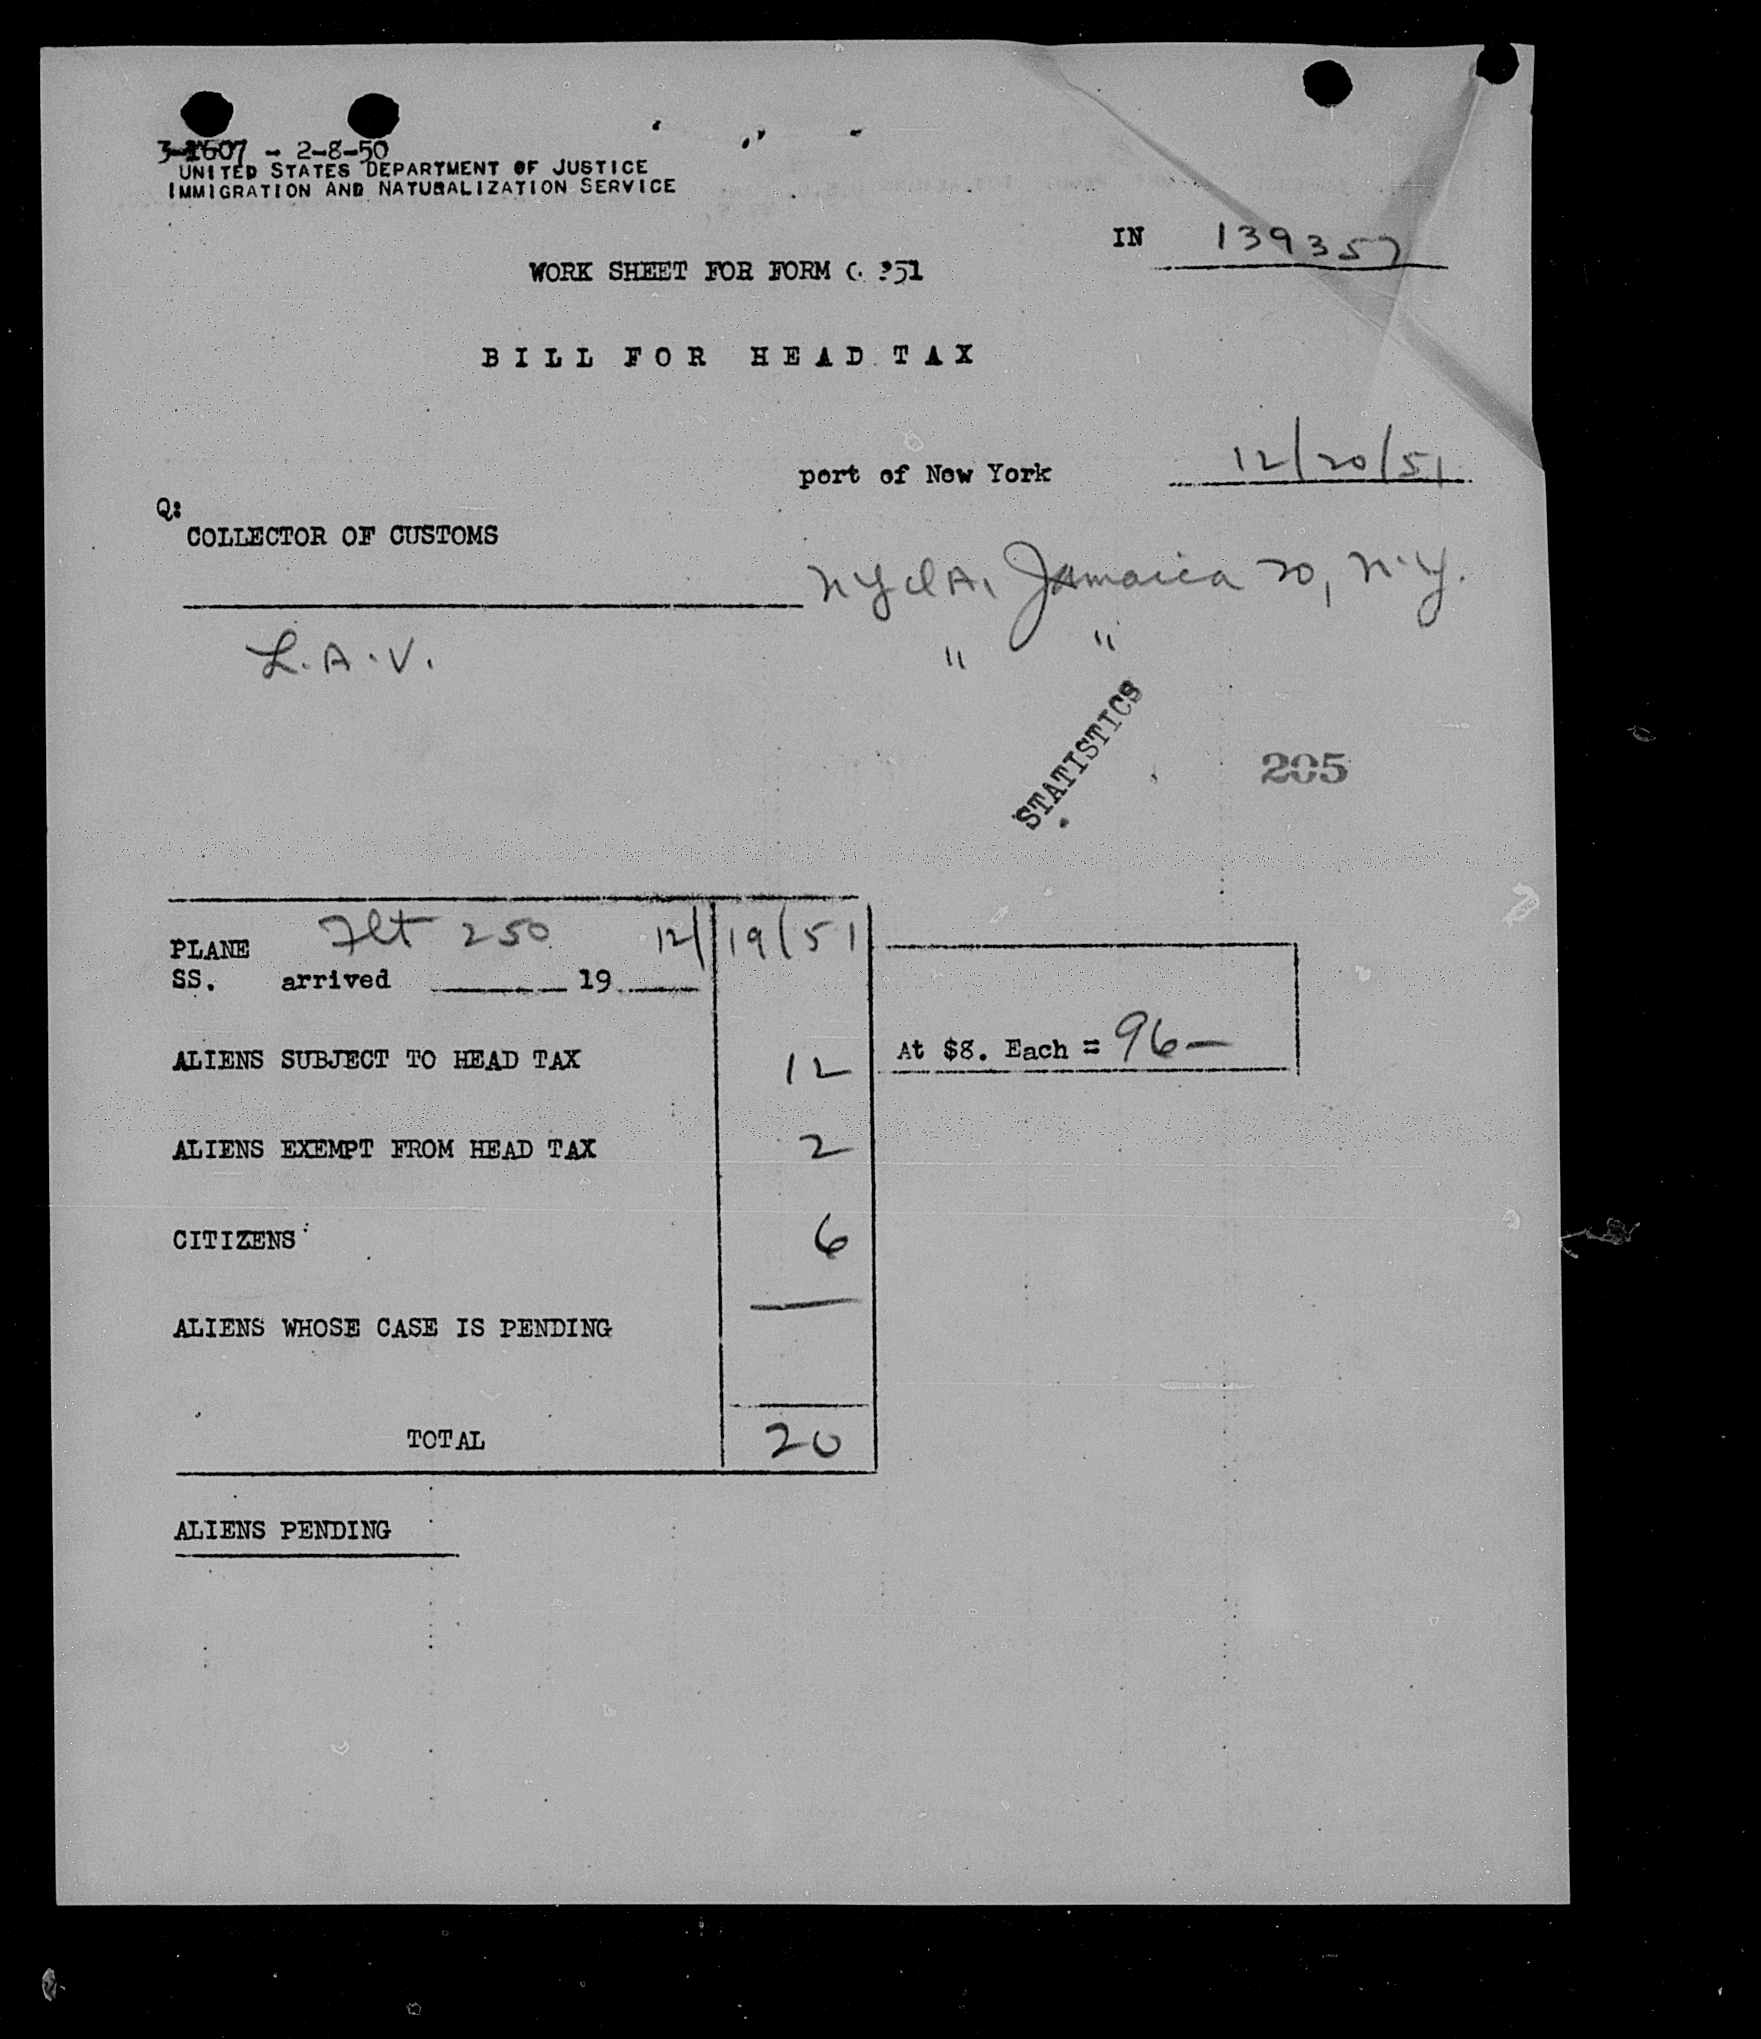 3-1607 - 2-8-50
UNITED STATES DEPARTMENT OF JUSTICE
IMMIGRATION AND NATURALIZATION SERVICE
IN 139357
WORK SHEET FOR FORM 351
BILL FOR HEAD TAX
port of New York 12/20/51
Q:
COLLECTOR OF CUSTOMS
NYdA, Jamaica 20, N.Y.
L.A.V. " "
STATISTICS
205
PLANE Flt 250 12/19/51
SS. arrived 19
ALIENS SUBJECT TO HEAD TAX 12 At $8. Each = 96-
ALIENS EXEMPT FROM HEAD TAX 2
CITIZENS 6
ALIENS WHOSE CASE IS PENDING —
TOTAL 20
ALIENS PENDING